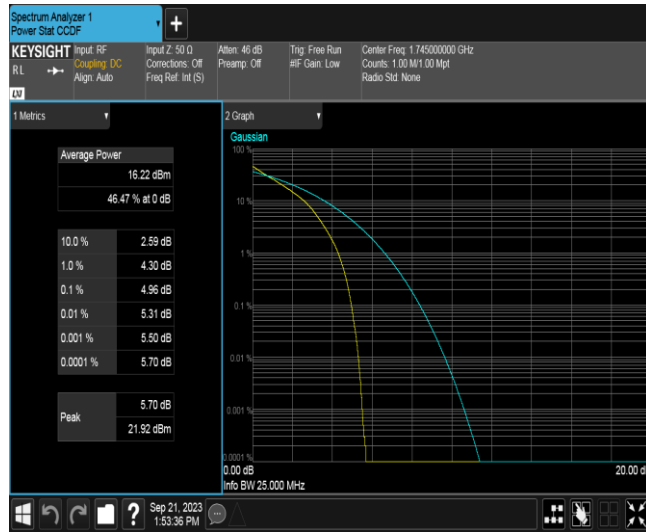 Spectrum Analyzer 1
Power Stat CCDF
KEYSIGHT
RL
LXI
Input: RF
Coupling: DC
Align: Auto
Input Z: 50 Ω
Corrections: Off
Freq Ref: Int (S)
Atten: 46 dB
Preamp: Off
Trig: Free Run
#IF Gain: Low
Center Freq: 1.745000000 GHz
Counts: 1.00 M/1.00 Mpt
Radio Std: None
1 Metrics
Average Power
16.22 dBm
46.47 % at 0 dB
10.0 % 2.59 dB
1.0 % 4.30 dB
0.1 % 4.96 dB
0.01 % 5.31 dB
0.001 % 5.50 dB
0.0001 % 5.70 dB
Peak
5.70 dB
21.92 dBm
2 Graph
Gaussian
100 %
10 %
1 %
0.1 %
0.01 %
0.001 %
0.0001 %
0.00 dB
20.00 d
Info BW 25.000 MHz
?
Sep 21, 2023
1:53:36 PM